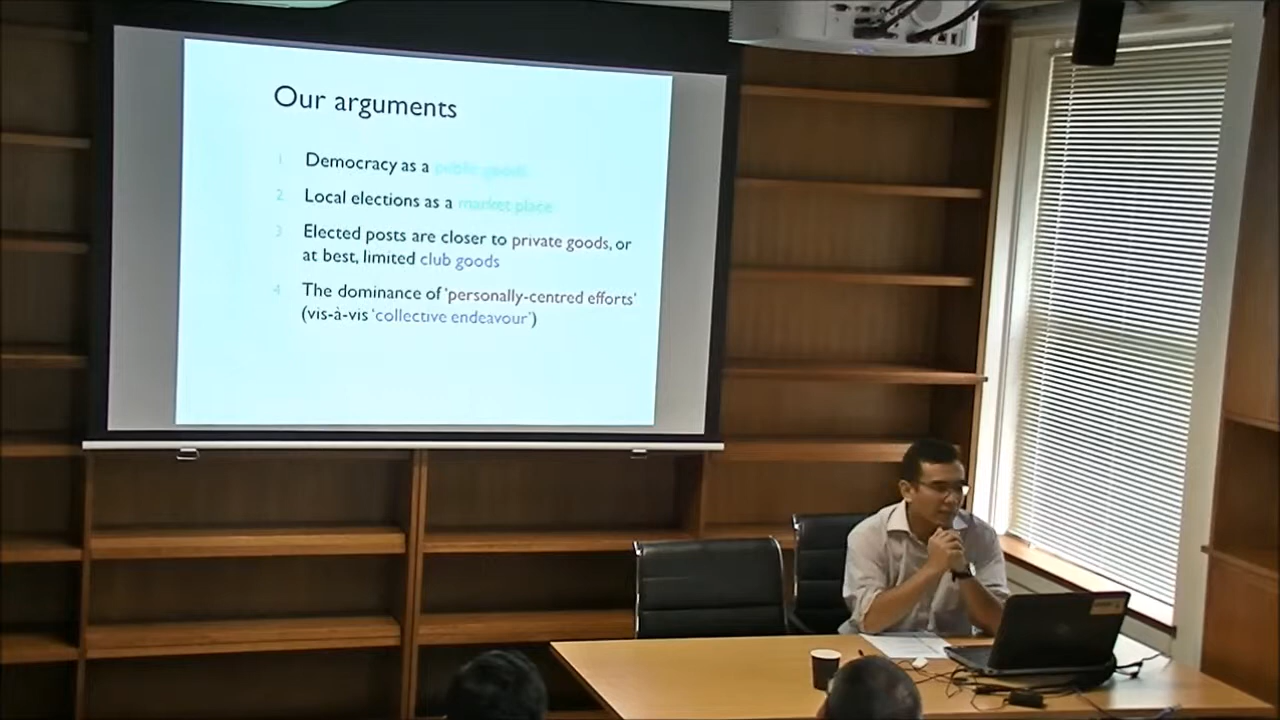 Our arguments
1 Democracy as a public goods
2 Local elections as a market place
3 Elected posts are closer to private goods, or
at best, limited club goods
4 The dominance of 'personally-centred efforts'
(vis-à-vis 'collective endeavour')